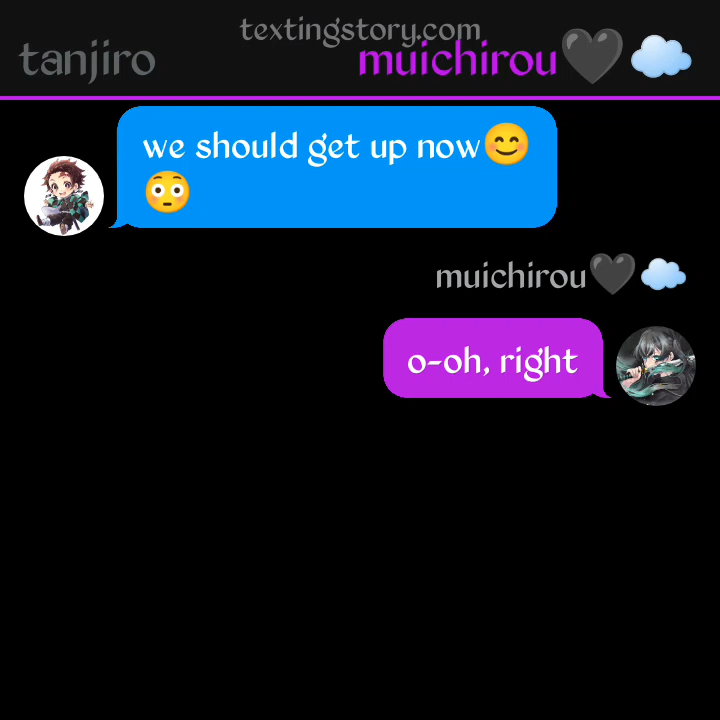 textingstory.com
tanjiro
muichirou🖤☁️
we should get up now😊
😳
muichirou🖤☁️
o-oh, right